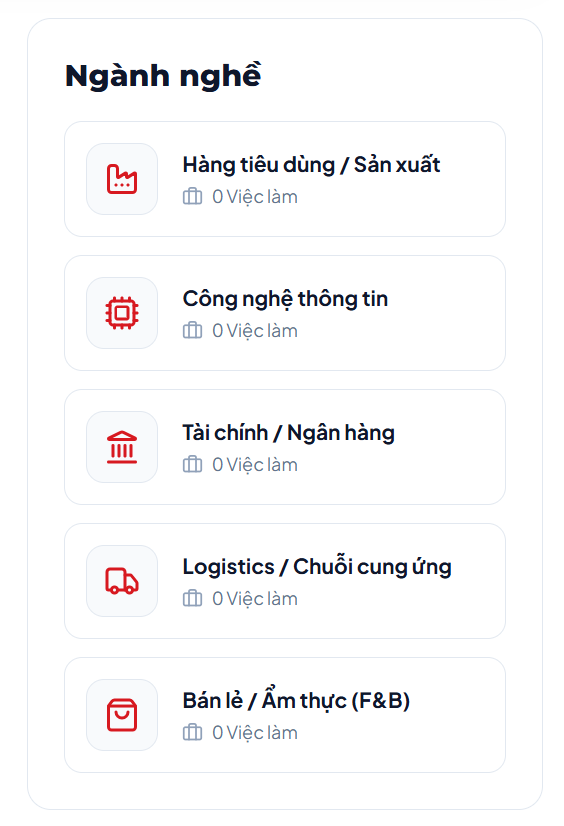 Ngành nghề
Hàng tiêu dùng / Sản xuất
0 Việc làm
Công nghệ thông tin
0 Việc làm
Tài chính / Ngân hàng
0 Việc làm
Logistics / Chuỗi cung ứng
0 Việc làm
Bán lẻ / Ẩm thực (F&B)
0 Việc làm